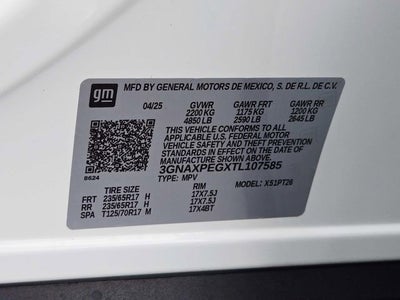 gm
MFD BY GENERAL MOTORS DE MEXICO, S. DE R.L. DE C.V.
04/25 GVWR GAWR FRT GAWR RR
2200 KG 1175 KG 1200 KG
4850 LB 2590 LB 2645 LB
THIS VEHICLE CONFORMS TO ALL
APPLICABLE U.S. FEDERAL MOTOR
VEHICLE SAFETY AND THEFT PREVENTION
STANDARDS IN EFFECT ON THE DATE OF
MANUFACTURE SHOWN ABOVE.
3GNAXPEGXTL107585
8624 TYPE: MPV MODEL: XS1PT26
TIRE SIZE RIM
FRT 235/65R17 H 17X7.5J
RR 235/65R17 H 17X7.5J
SPA T125/70R17 M 17X4BT